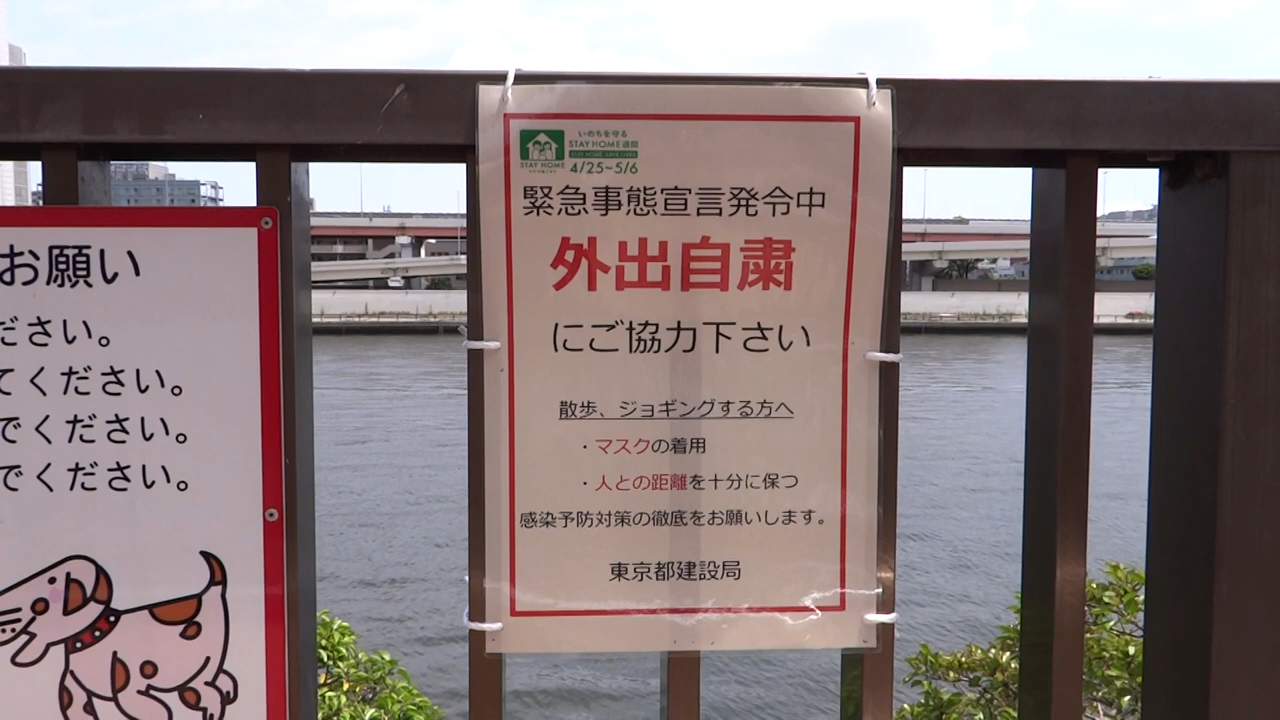 お願い
ださい。
てください。
でください。
でください。
いのちを守る
STAY HOME週間
STAY HOME, SAVE LIVES
STAY HOME
4/25~5/6
緊急事態宣言発令中
外出自粛
にご協力下さい
散歩、ジョギングする方へ
・マスクの着用
・人との距離を十分に保つ
感染予防対策の徹底をお願いします。
東京都建設局